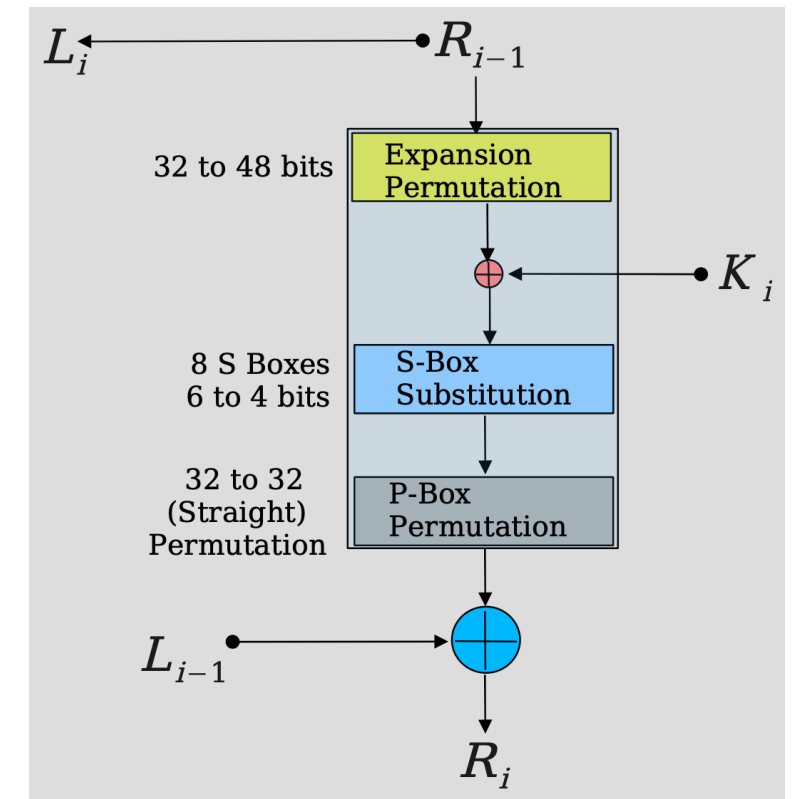 L_i
R_{i−1}
32 to 48 bits
Expansion
Permutation
K_i
8 S Boxes
6 to 4 bits
S-Box
Substitution
32 to 32
(Straight)
Permutation
P-Box
Permutation
L_{i−1}
R_i